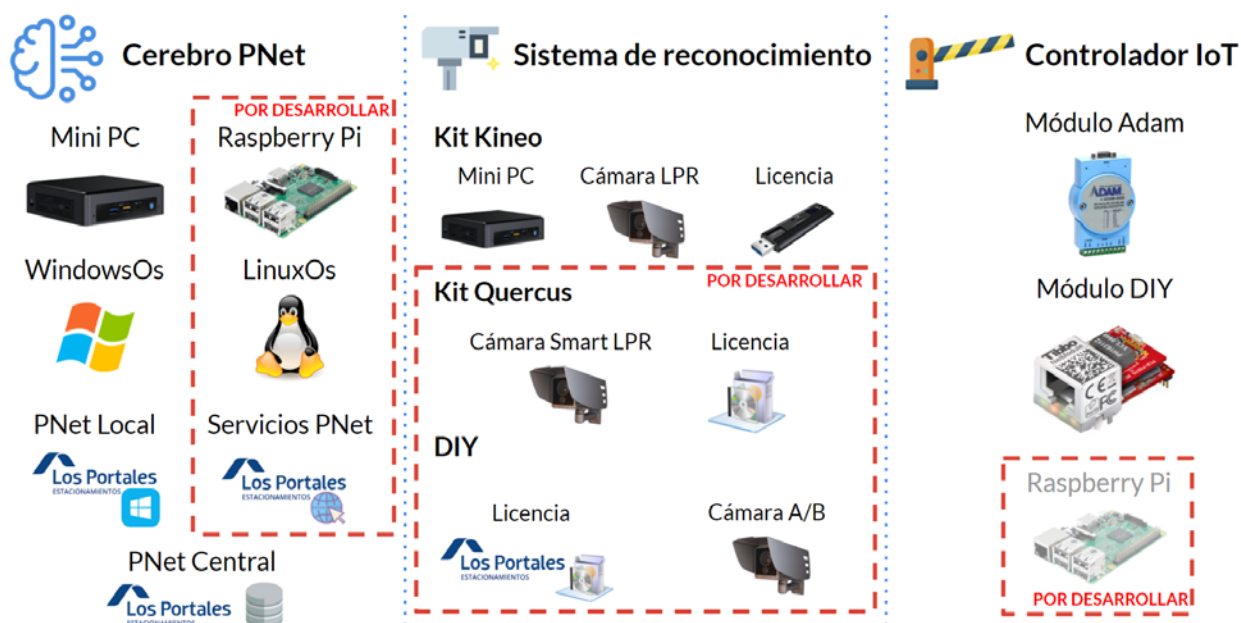 Cerebro PNet
POR DESARROLLAR
Mini PC
Raspberry Pi
WindowsOs
LinuxOs
PNet Local
Servicios PNet
Los Portales
ESTACIONAMIENTOS
Los Portales
ESTACIONAMIENTOS
PNet Central
Los Portales
ESTACIONAMIENTOS
Sistema de reconocimiento
Kit Kineo
Mini PC
Cámara LPR
Licencia
POR DESARROLLAR
Kit Quercus
Cámara Smart LPR
Licencia
DIY
Licencia
Cámara A/B
Los Portales
ESTACIONAMIENTOS
Controlador IoT
Módulo Adam
ADAM
Módulo DIY
Tibbo
Raspberry Pi
POR DESARROLLAR